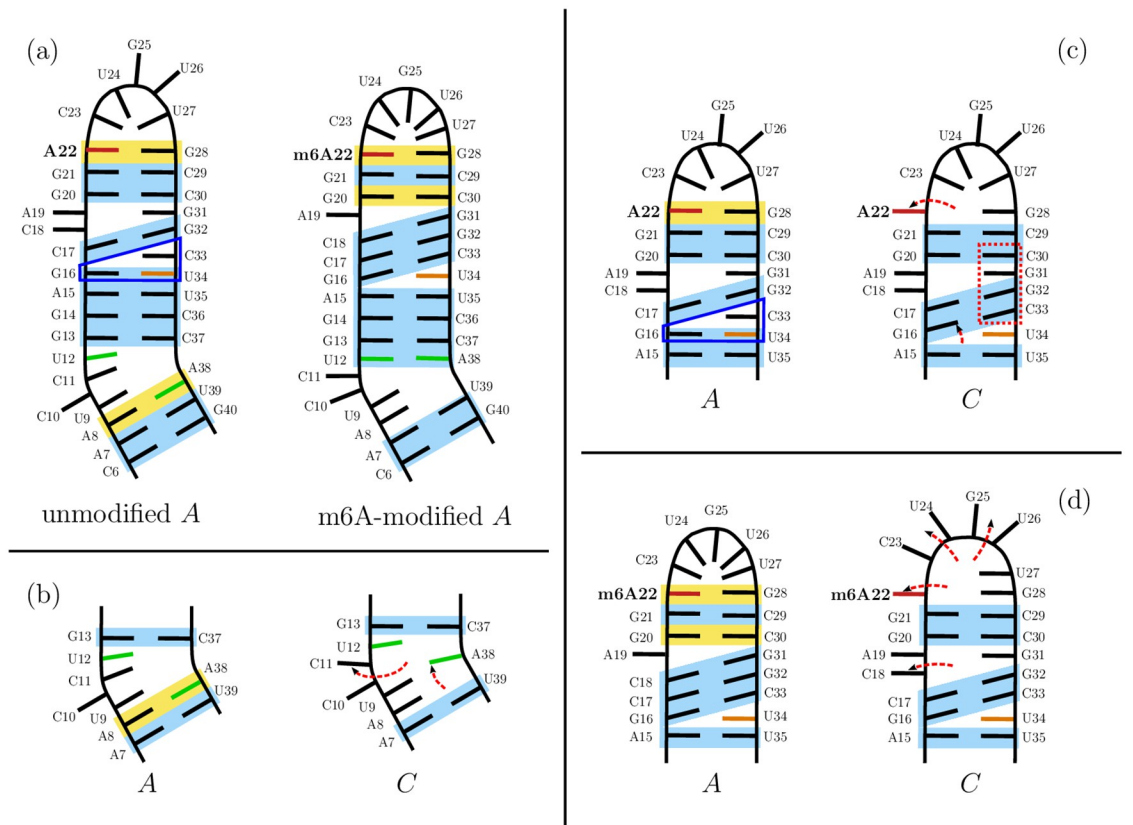 (a)
G25
U24
U26
C23
U27
A22
G28
G21
C29
G20
C30
A19
G31
C18
G32
C17
C33
G16
U34
A15
U35
G14
C36
G13
C37
U12
A38
C11
U39
C10
G40
U9
A8
A7
C6
unmodified A
G25
U24
U26
C23
U27
m6A22
G28
G21
C29
G20
C30
A19
G31
C18
G32
C17
C33
G16
U34
A15
U35
G14
C36
G13
C37
U12
A38
C11
U39
C10
G40
U9
A8
A7
C6
m6A-modified A
(b)
G13
C37
U12
A38
C11
U39
C10
U9
A8
A7
A
G13
C37
U12
A38
C11
U39
C10
U9
A8
A7
C
(c)
G25
U24
U26
C23
U27
A22
G28
G21
C29
G20
C30
A19
G31
C18
G32
C17
C33
G16
U34
A15
U35
A
G25
U24
U26
C23
U27
A22
G28
G21
C29
G20
C30
A19
G31
C18
G32
C17
C33
G16
U34
A15
U35
C
(d)
G25
U24
U26
C23
U27
m6A22
G28
G21
C29
G20
C30
A19
G31
C18
G32
C17
C33
G16
U34
A15
U35
A
G25
U24
U26
C23
U27
m6A22
G28
G21
C29
G20
C30
A19
G31
C18
G32
C17
C33
G16
U34
A15
U35
C